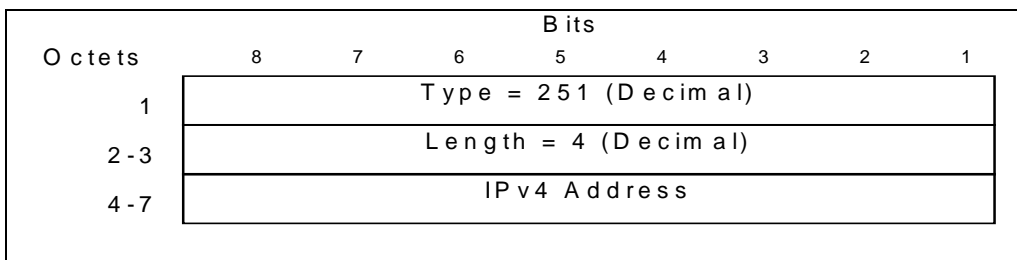 Bits
Octets 8 7 6 5 4 3 2 1
1 Type = 251 (Decimal)
2-3 Length = 4 (Decimal)
4-7 IPv4 Address